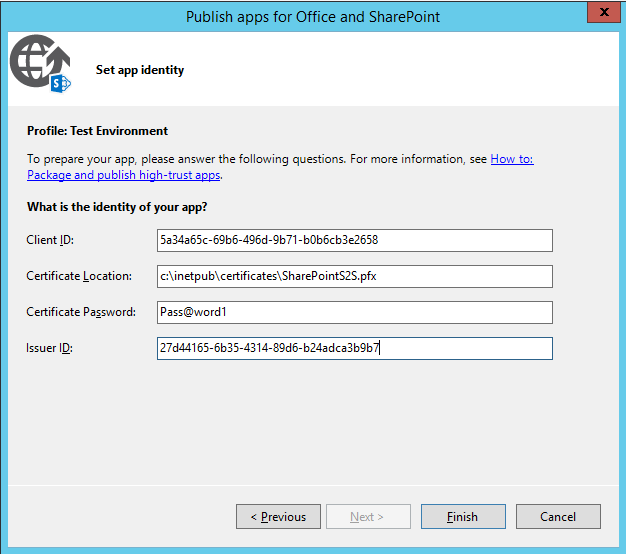 Publish apps for Office and SharePoint
x
S
Set app identity
Profile: Test Environment
To prepare your app, please answer the following questions. For more information, see How to:
Package and publish high-trust apps.
What is the identity of your app?
Client ID: 5a34a65c-69b6-496d-9b71-b0b6cb3e2658
Certificate Location: c:\inetpub\certificates\SharePointS2S.pfx
Certificate Password: Pass@word1
Issuer ID: 27d44165-6b35-4314-89d6-b24adca3b9b7
< Previous Next > Finish Cancel